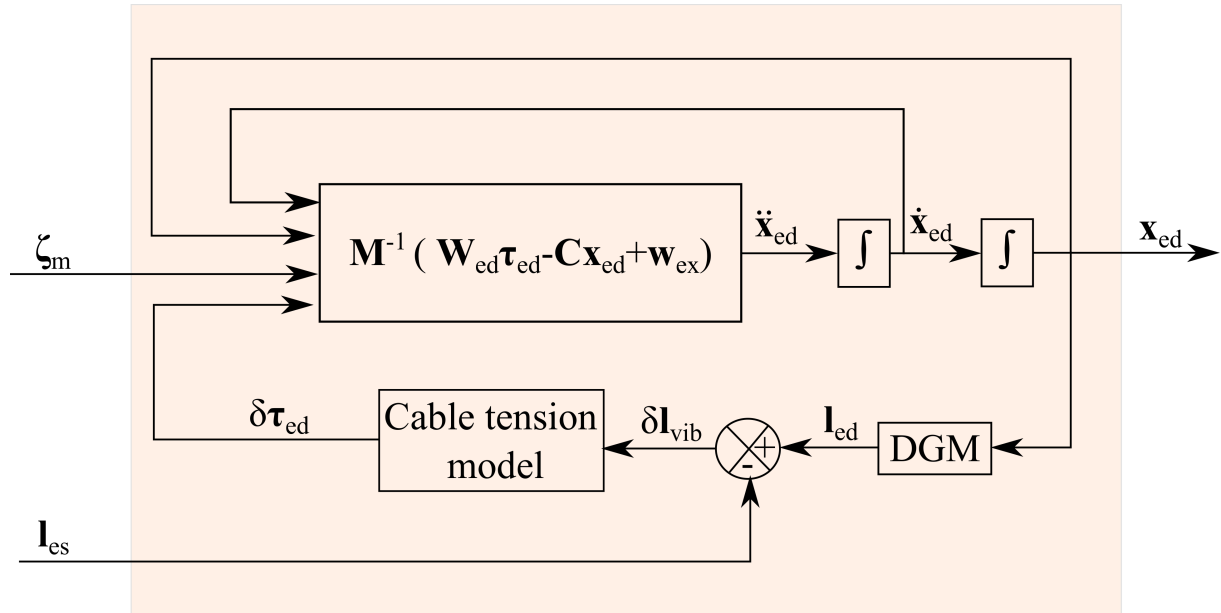 ζm
M-1 ( Wedτed-Cxed+wex)
ẍed
∫
ẋed
∫
xed
δτed
Cable tension
model
δlvib
+
-
led
DGM
les